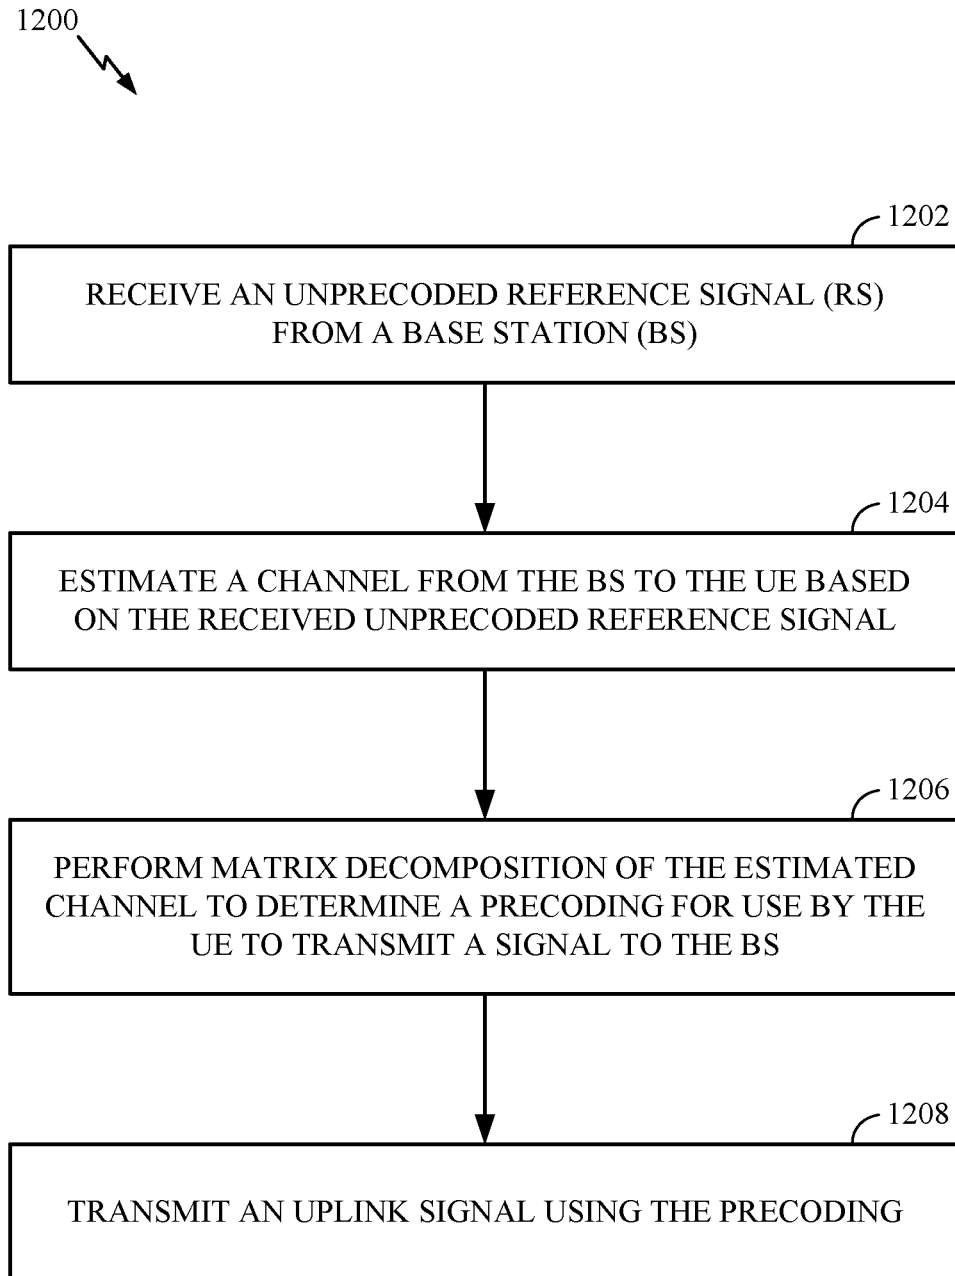 1200
1202
RECEIVE AN UNPRECODED REFERENCE SIGNAL (RS)
FROM A BASE STATION (BS)
1204
ESTIMATE A CHANNEL FROM THE BS TO THE UE BASED
ON THE RECEIVED UNPRECODED REFERENCE SIGNAL
1206
PERFORM MATRIX DECOMPOSITION OF THE ESTIMATED
CHANNEL TO DETERMINE A PRECODING FOR USE BY THE
UE TO TRANSMIT A SIGNAL TO THE BS
1208
TRANSMIT AN UPLINK SIGNAL USING THE PRECODING